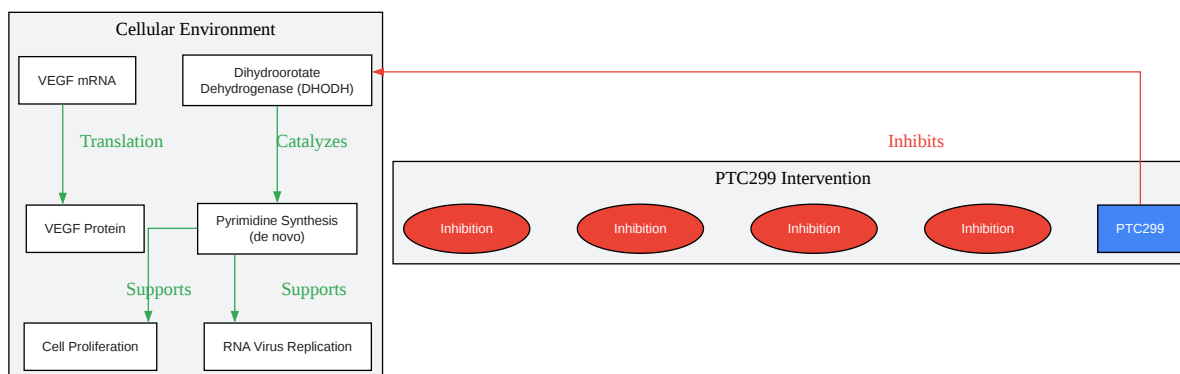 Cellular Environment
VEGF mRNA
Dihydroorotate
Dehydrogenase (DHODH)
Translation
Catalyzes
Inhibits
PTC299 Intervention
VEGF Protein
Pyrimidine Synthesis
(de novo)
Inhibition
Inhibition
Inhibition
Inhibition
PTC299
Supports
Supports
Cell Proliferation
RNA Virus Replication